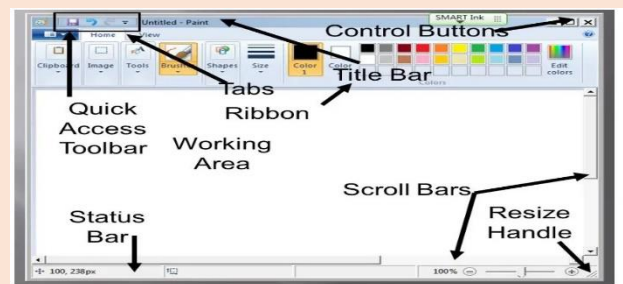 Untitled - Paint
SMART Ink
Control Buttons
Home
View
Clipboard
Image
Tools
Brushes
Shapes
Size
Color
1
Color
Edit
colors
Colors
Title Bar
Tabs
Ribbon
Quick
Access
Toolbar
Working
Area
Scroll Bars
Status
Bar
Resize
Handle
100, 238px
100%